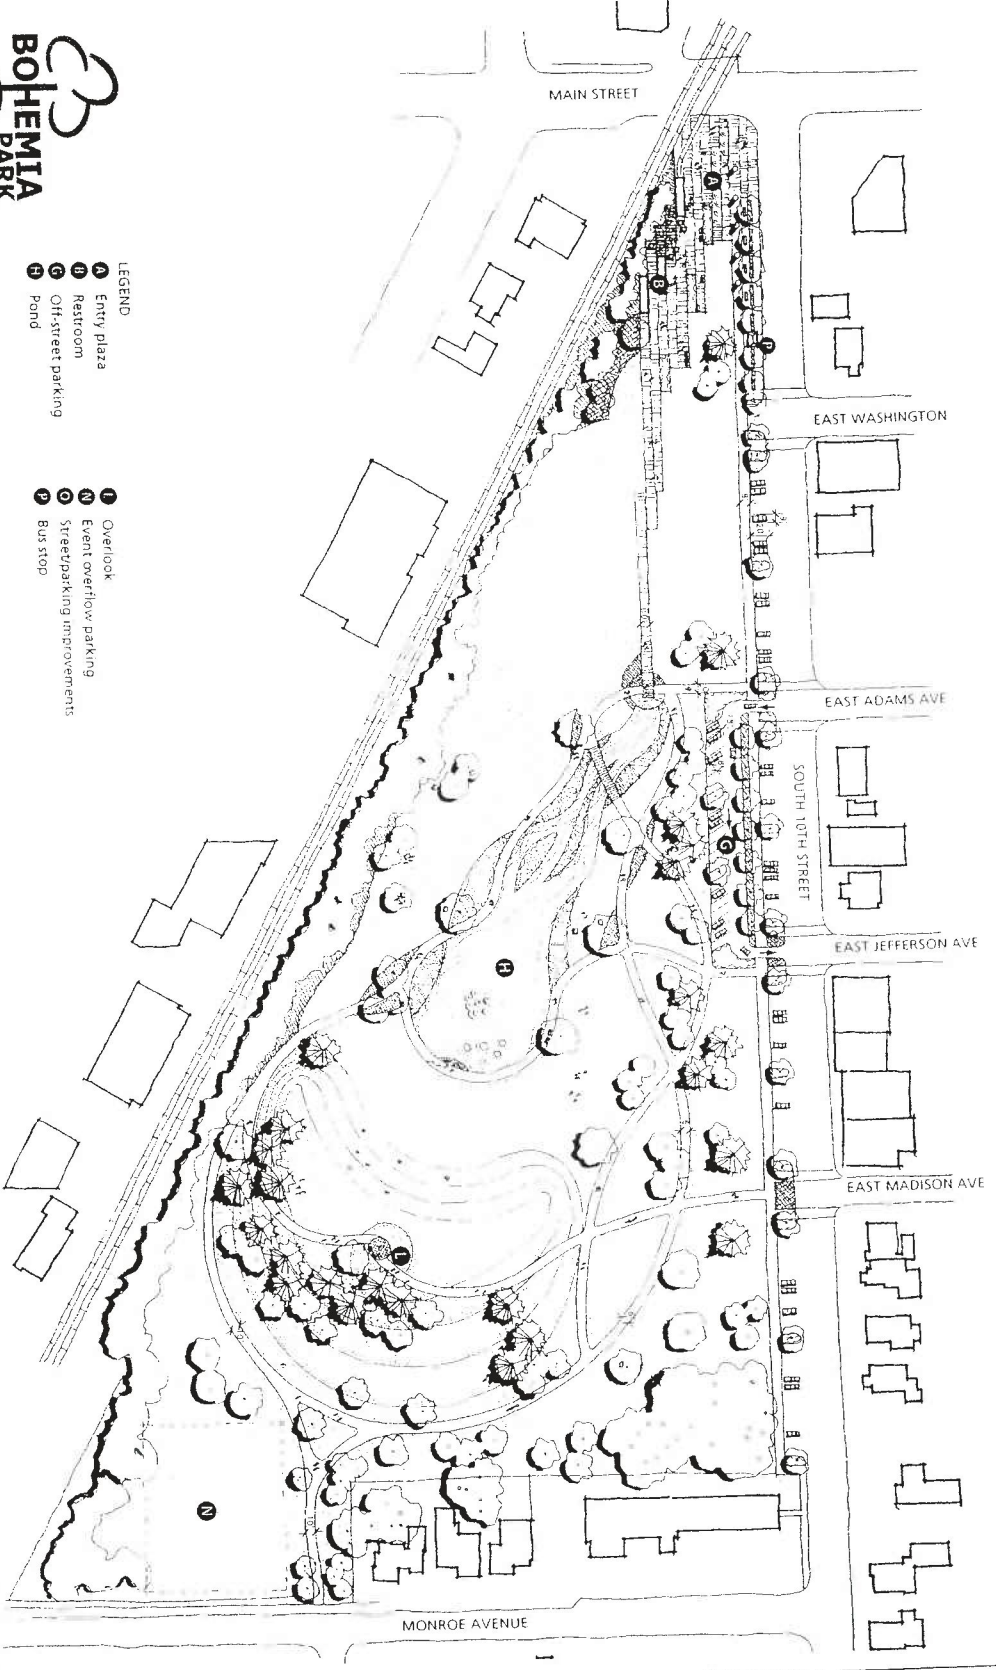 BOHEMIA
PARK
LEGEND
A Entry plaza
B Restroom
G Off-street parking
H Pond
L Overlook
N Event overflow parking
O Street/parking improvements
P Bus stop
MAIN STREET
A
B
P
EAST WASHINGTON
EAST ADAMS AVE
SOUTH 10TH STREET
G
EAST JEFFERSON AVE
H
EAST MADISON AVE
L
N
MONROE AVENUE